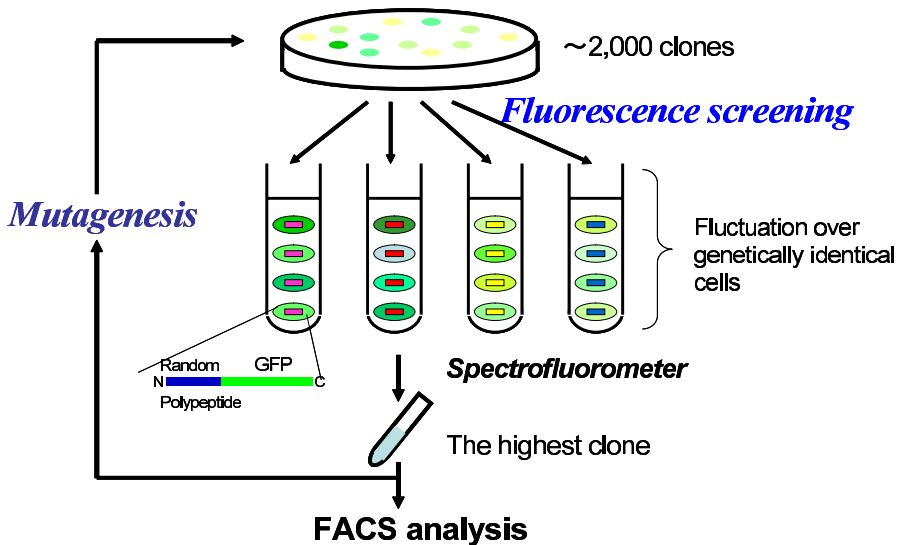 ~2,000 clones
Fluorescence screening
Mutagenesis
Fluctuation over
genetically identical
cells
Random GFP
N C
Polypeptide
Spectrofluorometer
The highest clone
FACS analysis